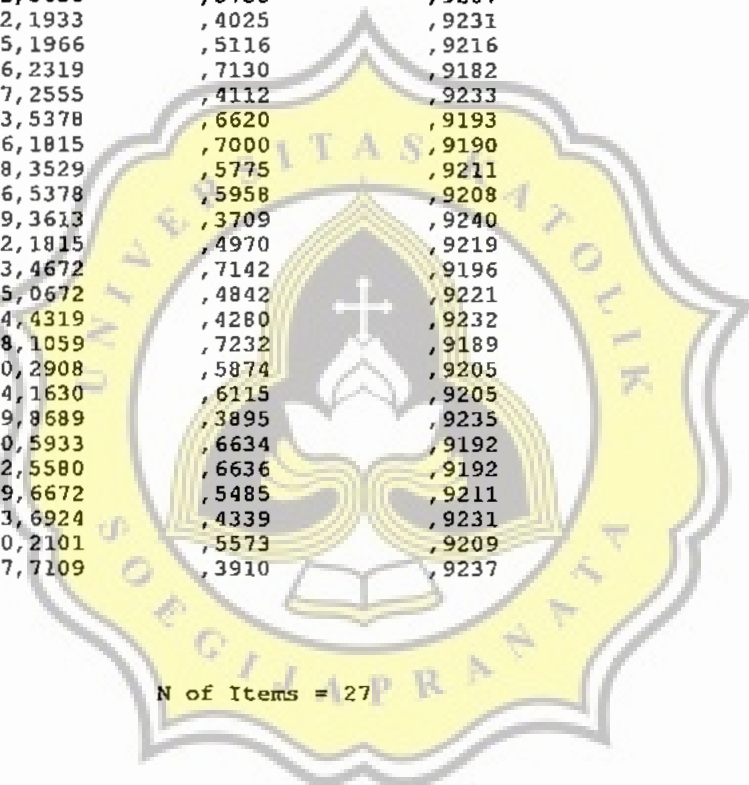 2,1933 ,4025 ,9231
5,1966 ,5116 ,9216
6,2319 ,7130 ,9182
7,2555 ,4112 ,9233
3,5378 ,6620 ,9193
6,1815 ,7000 ,9190
8,3529 ,5775 ,9211
6,5378 ,5958 ,9208
9,3613 ,3709 ,9240
2,1815 ,4970 ,9219
3,4672 ,7142 ,9196
5,0672 ,4842 ,9221
4,4319 ,4280 ,9232
8,1059 ,7232 ,9189
0,2908 ,5874 ,9205
4,1630 ,6115 ,9205
9,8689 ,3895 ,9235
0,5933 ,6634 ,9192
2,5580 ,6636 ,9192
9,6672 ,5485 ,9211
3,6924 ,4339 ,9231
0,2101 ,5573 ,9209
7,7109 ,3910 ,9237
N of Items = 27
UNIVERSITAS KATOLIK
SOEGIJAPRANATA